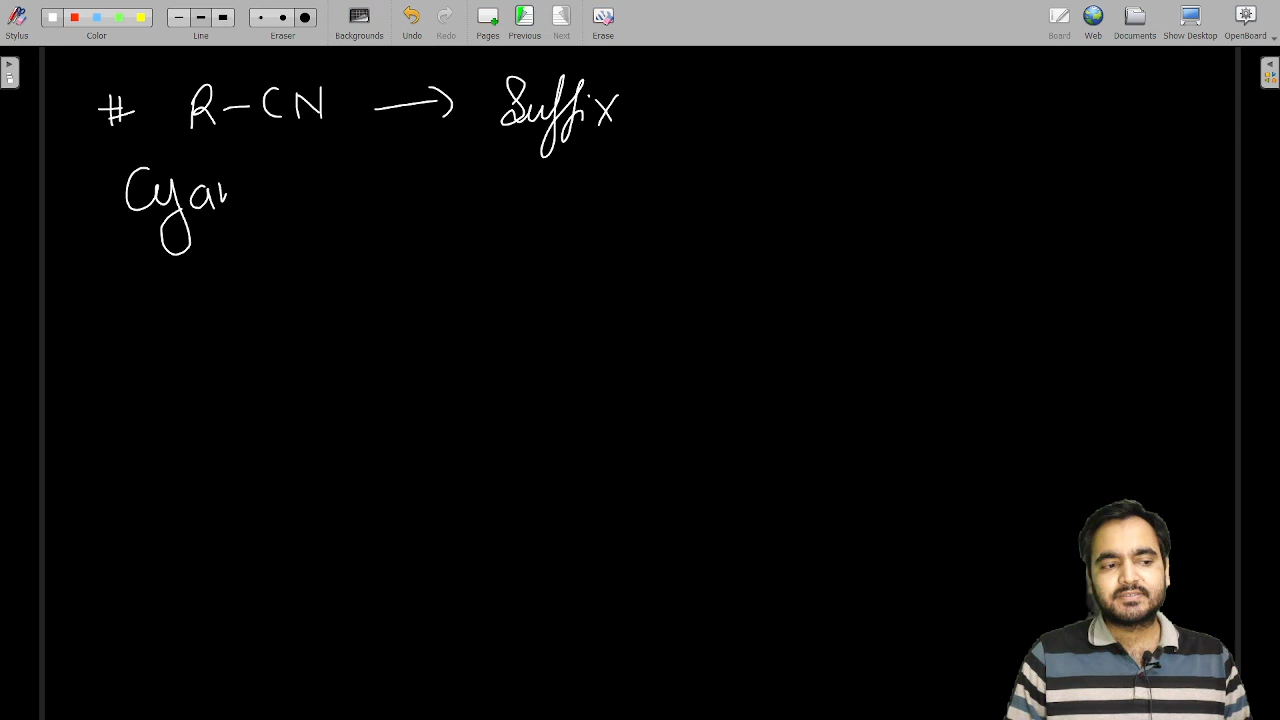 Stylus Color Line Eraser Backgrounds Undo Redo Pages Previous Next Erase Board Web Documents Show Desktop OpenBoard
# R-CN → Suffix